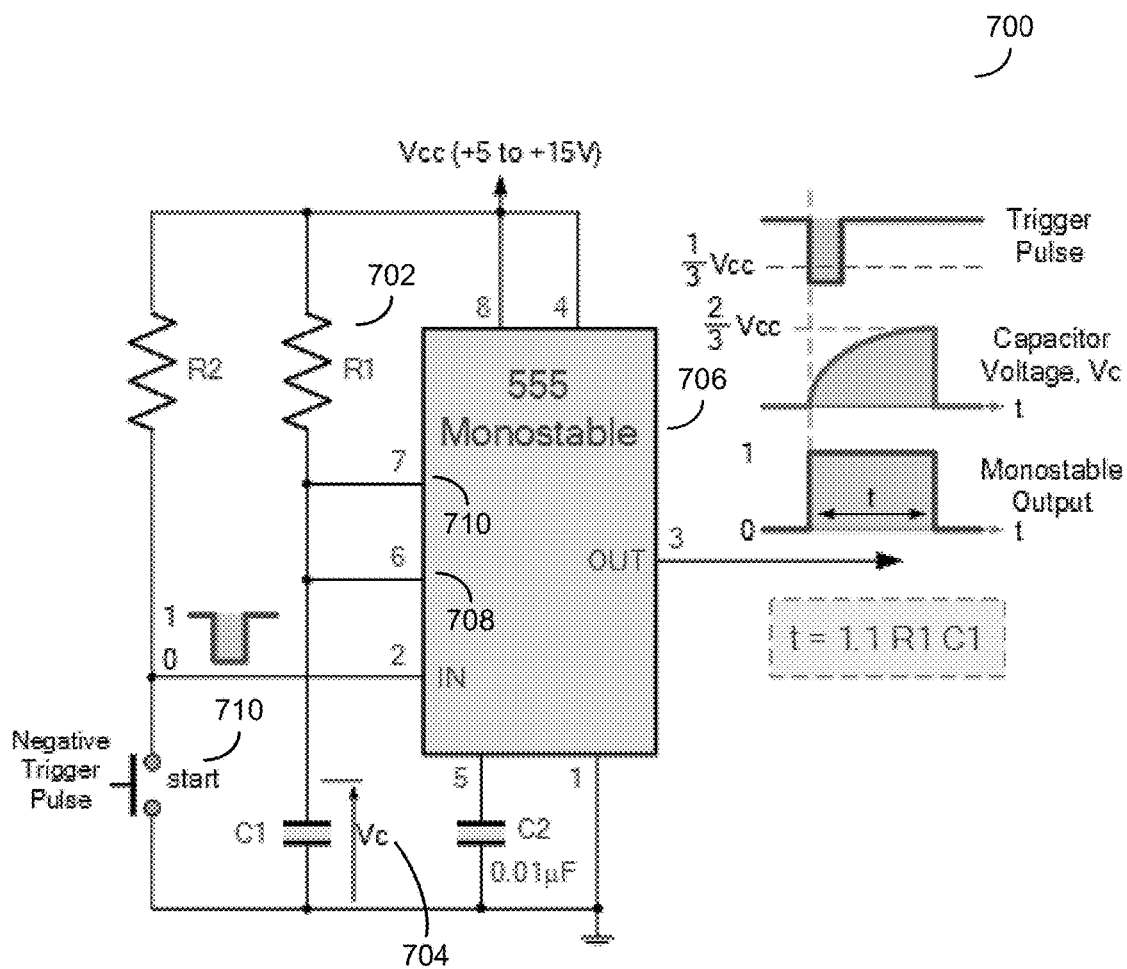 700
Vcc (+5 to +15V)
Trigger
Pulse
1/3 Vcc
702
8
4
2/3 Vcc
Capacitor
Voltage, Vc
R2
R1
555
Monostable
706
t
7
1
Monostable
Output
710
t
0
t
3
6
OUT
708
1
t = 1.1 R1 C1
0
2
IN
710
Negative
Trigger
Pulse
start
5
1
C1
Vc
C2
0.01µF
704